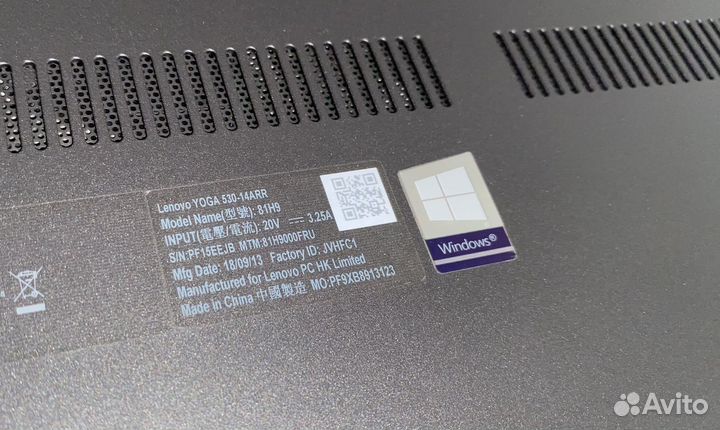 Lenovo YOGA 530-14ARR
Model Name(型號): 81H9
INPUT(電壓/電流): 20V ⎓ 3.25A
S/N:PF15EEJB MTM:81H9000FRU
Mfg Date: 18/09/13 Factory ID: JVHFC1
Manufactured for Lenovo PC HK Limited
Made in China 中國製造 MO:PF9XB8913123
Windows®
Avito